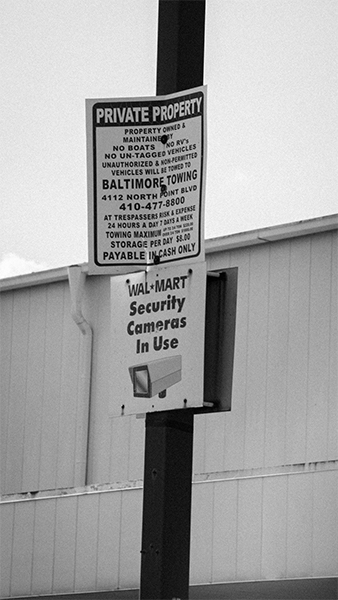 PRIVATE PROPERTY
PROPERTY OWNED &
MAINTAINED BY
NO BOATS NO RV's
NO UN-TAGGED VEHICLES
UNAUTHORIZED & NON-PERMITTED
VEHICLES WILL BE TOWED TO
BALTIMORE TOWING
4112 NORTH POINT BLVD
410-477-8800
AT TRESPASSERS RISK & EXPENSE
24 HOURS A DAY 7 DAYS A WEEK
TOWING MAXIMUM
STORAGE PER DAY $8.00
PAYABLE IN CASH ONLY
WAL★MART
Security
Cameras
In Use